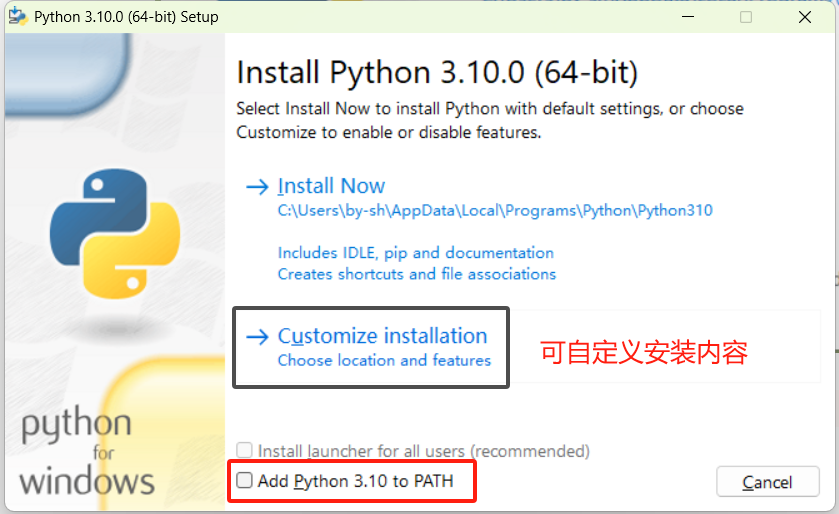 Python 3.10.0 (64-bit) Setup
Install Python 3.10.0 (64-bit)
Select Install Now to install Python with default settings, or choose
Customize to enable or disable features.
Install Now
C:\Users\by-sh\AppData\Local\Programs\Python\Python310
Includes IDLE, pip and documentation
Creates shortcuts and file associations
Customize installation
Choose location and features
可自定义安装内容
python
for
windows
Install launcher for all users (recommended)
Add Python 3.10 to PATH
Cancel